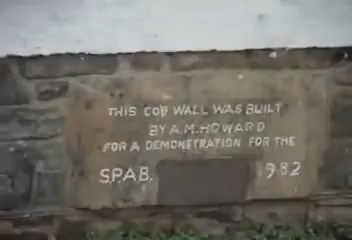 THIS COB WALL WAS BUILT
BY A.M. HOWARD
FOR A DEMONSTRATION FOR THE
S.P.A.B. 1982